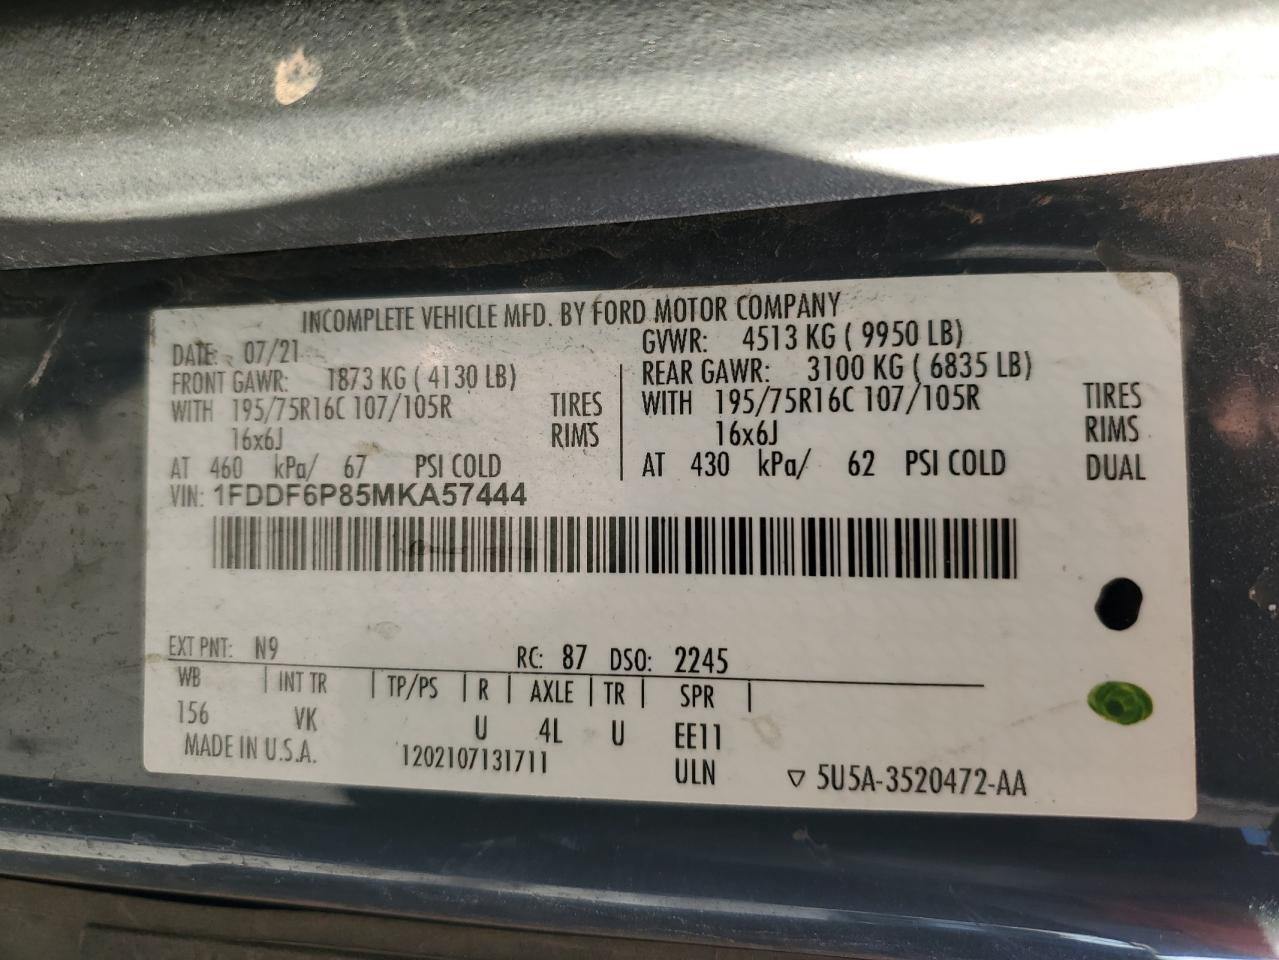 INCOMPLETE VEHICLE MFD. BY FORD MOTOR COMPANY
DATE: 07/21 GVWR: 4513 KG ( 9950 LB)
FRONT GAWR: 1873 KG ( 4130 LB) REAR GAWR: 3100 KG ( 6835 LB)
WITH 195/75R16C 107/105R TIRES WITH 195/75R16C 107/105R TIRES
16x6J RIMS 16x6J RIMS
AT 460 kPa/ 67 PSI COLD AT 430 kPa/ 62 PSI COLD DUAL
VIN: 1FDDF6P85MKA57444
EXT PNT: N9 RC: 87 DSO: 2245
WB | INT TR | TP/PS | R | AXLE | TR | SPR |
156 VK U 4L U EE11
MADE IN U.S.A. 1202107131711 ULN ▽ 5U5A-3520472-AA